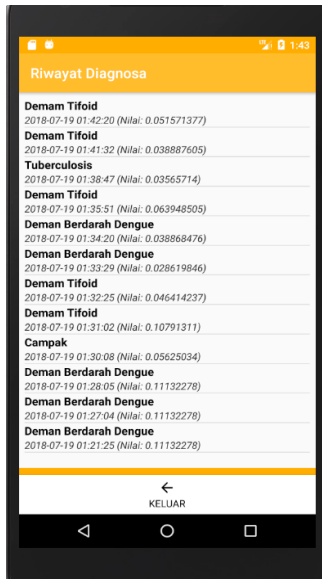 1:43
Riwayat Diagnosa
Demam Tifoid
2018-07-19 01:42:20 (Nilai: 0.051571377)
Demam Tifoid
2018-07-19 01:41:32 (Nilai: 0.038887605)
Tuberculosis
2018-07-19 01:38:47 (Nilai: 0.03565714)
Demam Tifoid
2018-07-19 01:35:51 (Nilai: 0.063948505)
Deman Berdarah Dengue
2018-07-19 01:34:20 (Nilai: 0.038868476)
Deman Berdarah Dengue
2018-07-19 01:33:29 (Nilai: 0.028619846)
Demam Tifoid
2018-07-19 01:32:25 (Nilai: 0.046414237)
Demam Tifoid
2018-07-19 01:31:02 (Nilai: 0.10791311)
Campak
2018-07-19 01:30:08 (Nilai: 0.05625034)
Deman Berdarah Dengue
2018-07-19 01:28:05 (Nilai: 0.11132278)
Deman Berdarah Dengue
2018-07-19 01:27:04 (Nilai: 0.11132278)
Deman Berdarah Dengue
2018-07-19 01:21:25 (Nilai: 0.11132278)
KELUAR